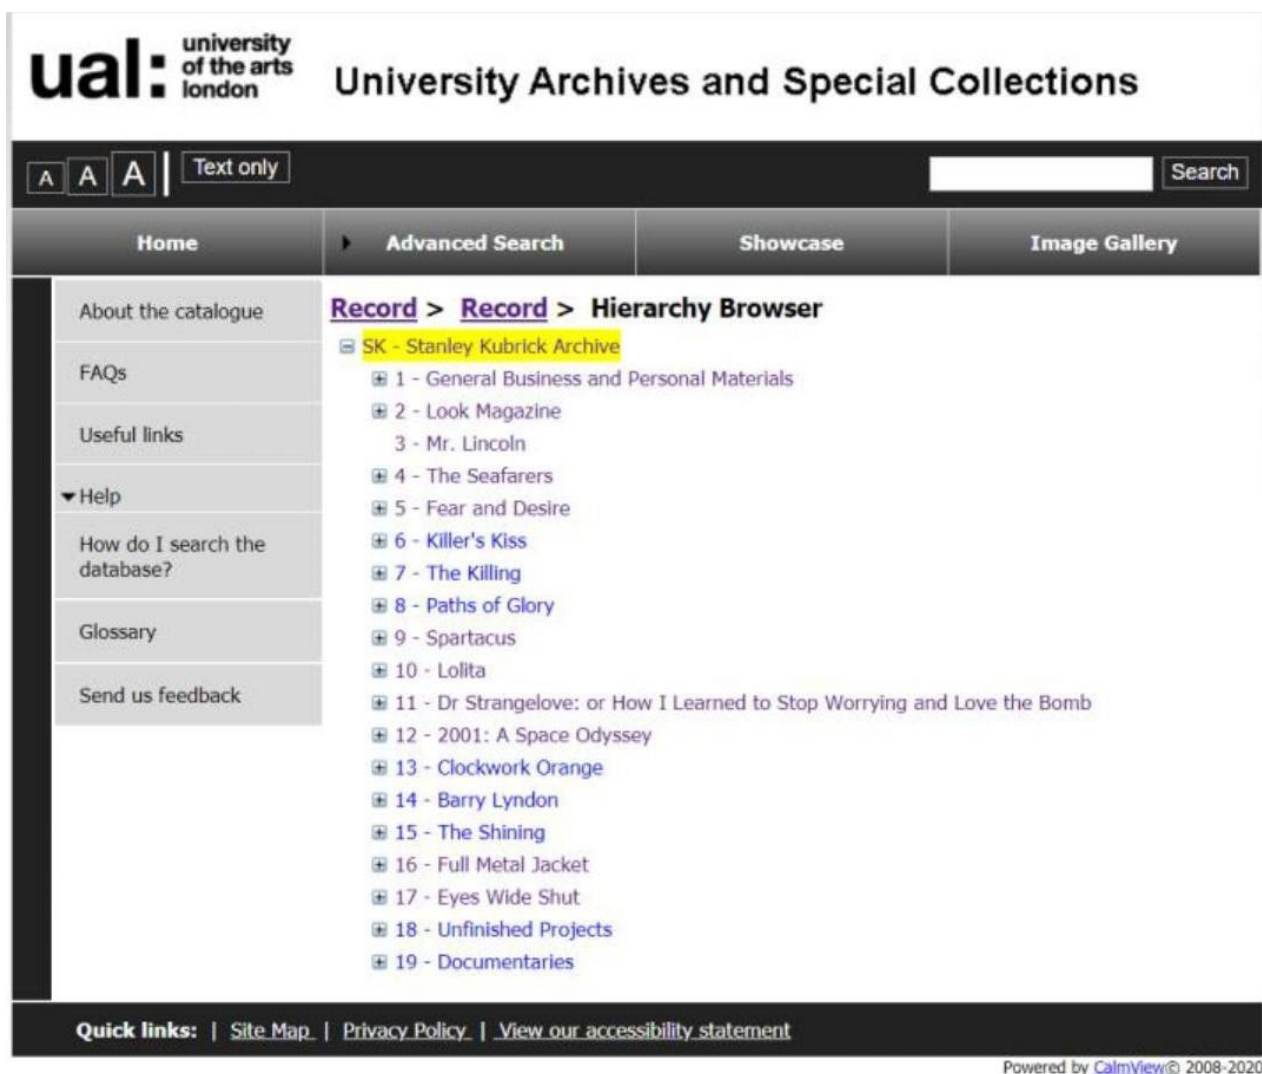 ual:
university
of the arts
london
University Archives and Special Collections
A A A Text only
Search
Home
Advanced Search
Showcase
Image Gallery
About the catalogue
FAQs
Useful links
Help
How do I search the
database?
Glossary
Send us feedback
Record > Record > Hierarchy Browser
SK - Stanley Kubrick Archive
1 - General Business and Personal Materials
2 - Look Magazine
3 - Mr. Lincoln
4 - The Seafarers
5 - Fear and Desire
6 - Killer's Kiss
7 - The Killing
8 - Paths of Glory
9 - Spartacus
10 - Lolita
11 - Dr Strangelove: or How I Learned to Stop Worrying and Love the Bomb
12 - 2001: A Space Odyssey
13 - Clockwork Orange
14 - Barry Lyndon
15 - The Shining
16 - Full Metal Jacket
17 - Eyes Wide Shut
18 - Unfinished Projects
19 - Documentaries
Quick links: | Site Map | Privacy Policy | View our accessibility statement
Powered by CalmView© 2008-2020